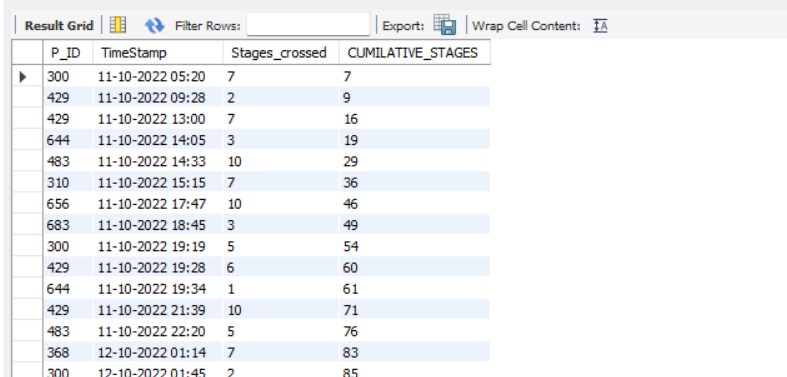 Result Grid Filter Rows: Export: Wrap Cell Content: IA
P_ID TimeStamp Stages_crossed CUMILATIVE_STAGES
300 11-10-2022 05:20 7 7
429 11-10-2022 09:28 2 9
429 11-10-2022 13:00 7 16
644 11-10-2022 14:05 3 19
483 11-10-2022 14:33 10 29
310 11-10-2022 15:15 7 36
656 11-10-2022 17:47 10 46
683 11-10-2022 18:45 3 49
300 11-10-2022 19:19 5 54
429 11-10-2022 19:28 6 60
644 11-10-2022 19:34 1 61
429 11-10-2022 21:39 10 71
483 11-10-2022 22:20 5 76
368 12-10-2022 01:14 7 83
300 12-10-2022 01:45 2 85